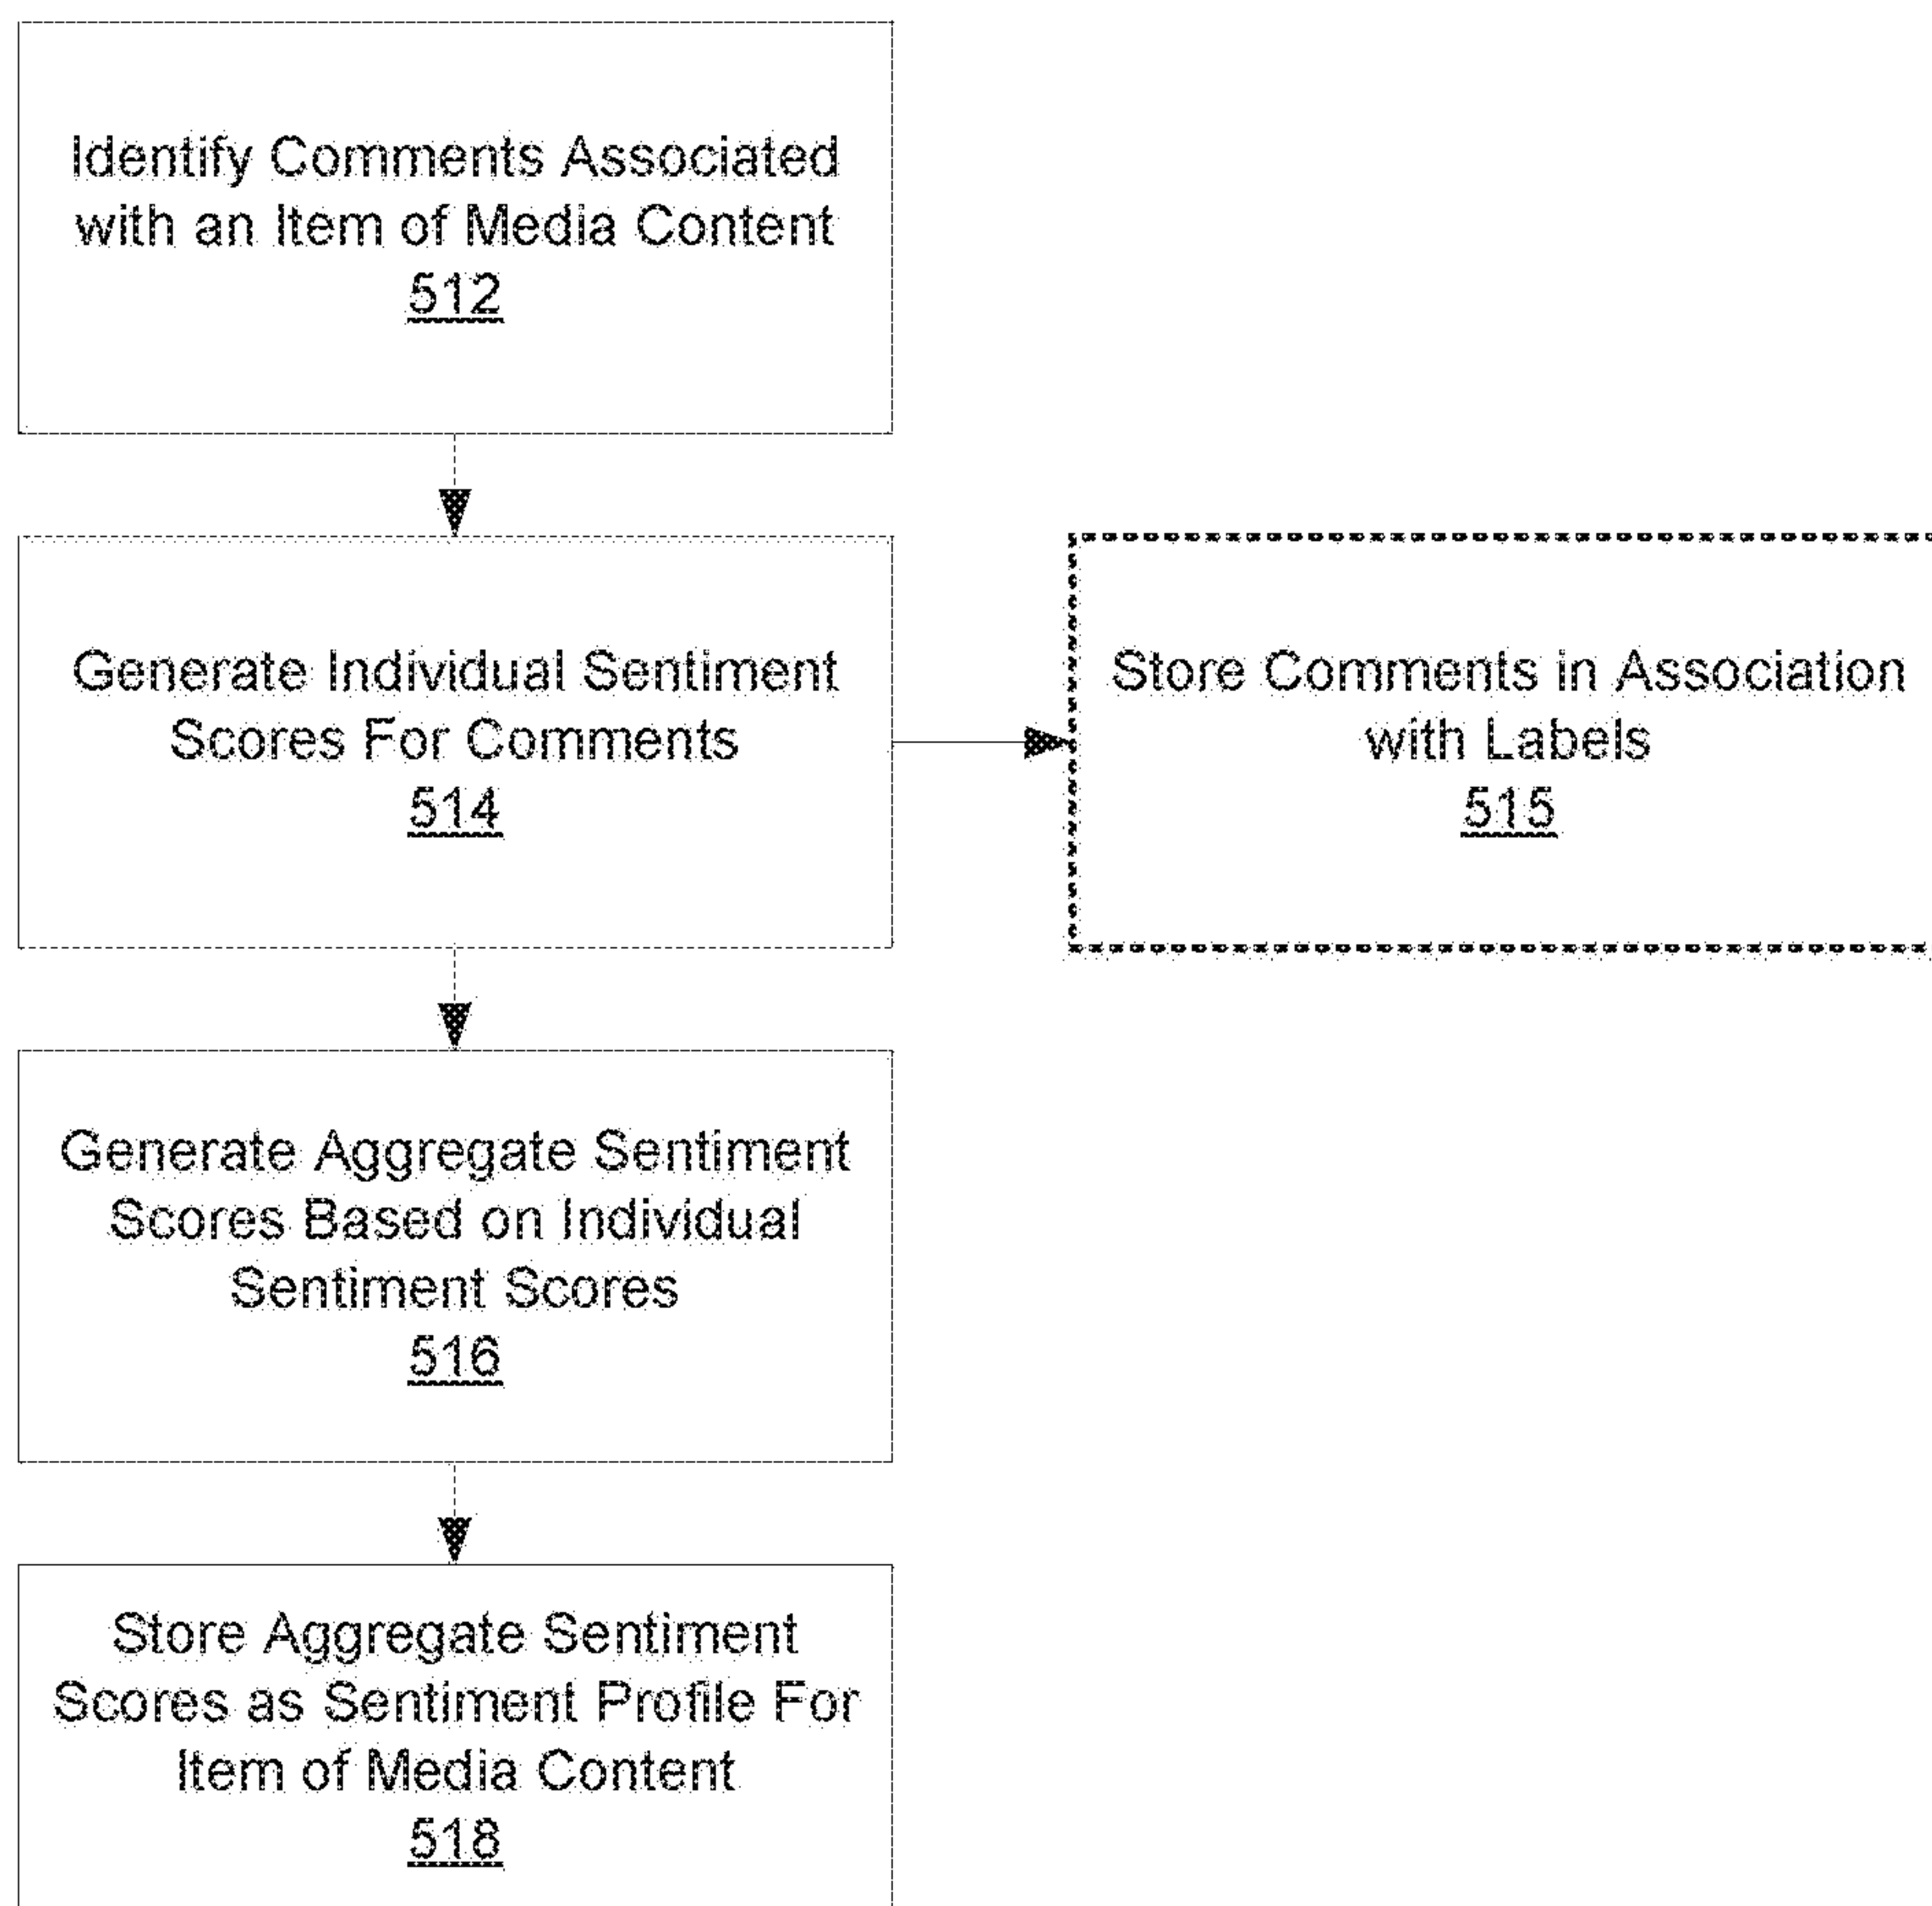 Identify Comments Associated
with an Item of Media Content
512
Generate Individual Sentiment
Scores For Comments
514
Store Comments in Association
with Labels
515
Generate Aggregate Sentiment
Scores Based on Individual
Sentiment Scores
516
Store Aggregate Sentiment
Scores as Sentiment Profile For
Item of Media Content
518